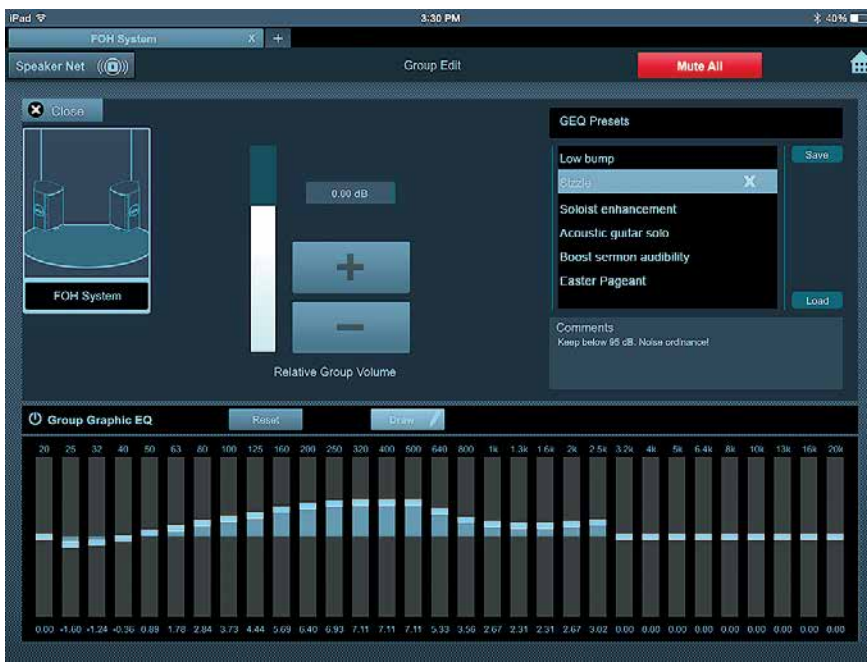 iPad 3:30 PM 40%
FOH System X +
Speaker Net Group Edit Mute All
Close
GEQ Presets
Low bump
Save
Sizzle X
0.00 dB
Soloist enhancement
Acoustic guitar solo
Boost sermon audibility
Easter Pageant
FOH System
Load
Comments
Keep below 95 dB. Noise ordinance!
Relative Group Volume
Group Graphic EQ Reset Draw
20 25 32 40 50 63 80 100 125 160 200 250 320 400 500 640 800 1k 1.3k 1.6k 2k 2.5k 3.2k 4k 5k 6.4k 8k 10k 13k 16k 20k
0.00 -1.60 -1.24 -0.36 0.89 1.78 2.84 3.73 4.44 5.69 6.40 6.93 7.11 7.11 7.11 5.33 3.56 2.67 2.31 2.31 2.67 3.02 0.00 0.00 0.00 0.00 0.00 0.00 0.00 0.00 0.00